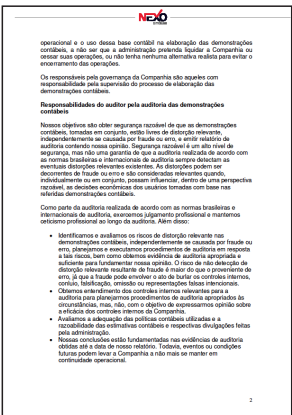 NEXO
operacional e o uso dessa base contábil na elaboração das demonstrações
contábeis, a não ser que a administração pretenda liquidar a Companhia ou
cessar suas operações, ou não tenha nenhuma alternativa realista para evitar o
encerramento das operações.
Os responsáveis pela governança da Companhia são aqueles com
responsabilidade pela supervisão do processo de elaboração das
demonstrações contábeis.
Responsabilidades do auditor pela auditoria das demonstrações
contábeis
Nossos objetivos são obter segurança razoável de que as demonstrações
contábeis, tomadas em conjunto, estão livres de distorção relevante,
independentemente se causada por fraude ou erro, e emitir relatório de
auditoria contendo nossa opinião. Segurança razoável é um alto nível de
segurança, mas não uma garantia de que a auditoria realizada de acordo com
as normas brasileiras e internacionais de auditoria sempre detectam as
eventuais distorções relevantes existentes. As distorções podem ser
decorrentes de fraude ou erro e são consideradas relevantes quando,
individualmente ou em conjunto, possam influenciar, dentro de uma perspectiva
razoável, as decisões econômicas dos usuários tomadas com base nas
referidas demonstrações contábeis.
Como parte da auditoria realizada de acordo com as normas brasileiras e
internacionais de auditoria, exercemos julgamento profissional e mantemos
ceticismo profissional ao longo da auditoria. Além disso:
• Identificamos e avaliamos os riscos de distorção relevante nas
demonstrações contábeis, independentemente se causada por fraude ou
erro, planejamos e executamos procedimentos de auditoria em resposta
a tais riscos, bem como obtemos evidência de auditoria apropriada e
suficiente para fundamentar nossa opinião. O risco de não detecção de
distorção relevante resultante de fraude é maior do que o proveniente de
erro, já que a fraude pode envolver o ato de burlar os controles internos,
conluio, falsificação, omissão ou representações falsas intencionais.
• Obtemos entendimento dos controles internos relevantes para a
auditoria para planejarmos procedimentos de auditoria apropriados às
circunstâncias, mas, não, com o objetivo de expressarmos opinião sobre
a eficácia dos controles internos da Companhia.
• Avaliamos a adequação das políticas contábeis utilizadas e a
razoabilidade das estimativas contábeis e respectivas divulgações feitas
pela administração.
• Nossas conclusões estão fundamentadas nas evidências de auditoria
obtidas até a data de nosso relatório. Todavia, eventos ou condições
futuras podem levar a Companhia a não mais se manter em
continuidade operacional.
2